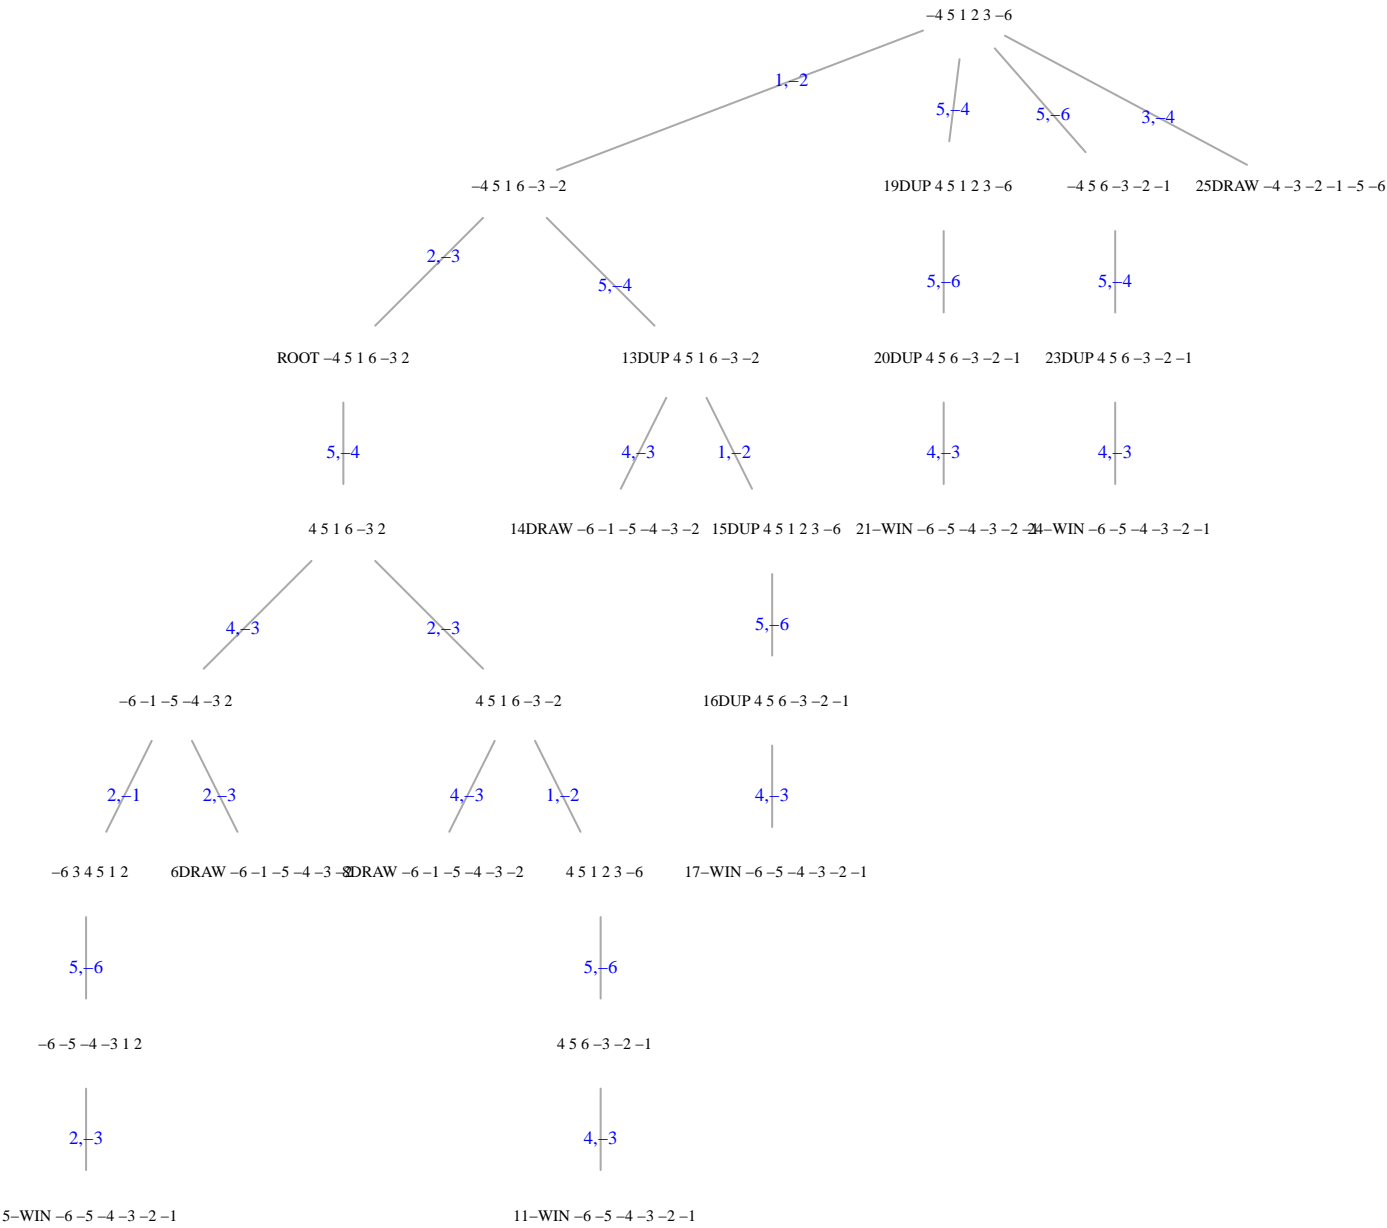 –4 5 1 2 3 –6
1,–2
5,–4
5,–6
3,–4
–4 5 1 6 –3 –2
19DUP 4 5 1 2 3 –6
–4 5 6 –3 –2 –1
25DRAW –4 –3 –2 –1 –5 –6
2,–3
5,–4
5,–6
5,–4
ROOT –4 5 1 6 –3 2
13DUP 4 5 1 6 –3 –2
20DUP 4 5 6 –3 –2 –1
23DUP 4 5 6 –3 –2 –1
5,–4
4,–3
1,–2
4,–3
4,–3
4 5 1 6 –3 2
14DRAW –6 –1 –5 –4 –3 –2
15DUP 4 5 1 2 3 –6
21–WIN –6 –5 –4 –3 –2 –1
24–WIN –6 –5 –4 –3 –2 –1
4,–3
2,–3
5,–6
–6 –1 –5 –4 –3 2
4 5 1 6 –3 –2
16DUP 4 5 6 –3 –2 –1
2,–1
2,–3
4,–3
1,–2
4,–3
–6 3 4 5 1 2
6DRAW –6 –1 –5 –4 –3 –2
8DRAW –6 –1 –5 –4 –3 –2
4 5 1 2 3 –6
17–WIN –6 –5 –4 –3 –2 –1
5,–6
5,–6
–6 –5 –4 –3 1 2
4 5 6 –3 –2 –1
2,–3
4,–3
5–WIN –6 –5 –4 –3 –2 –1
11–WIN –6 –5 –4 –3 –2 –1